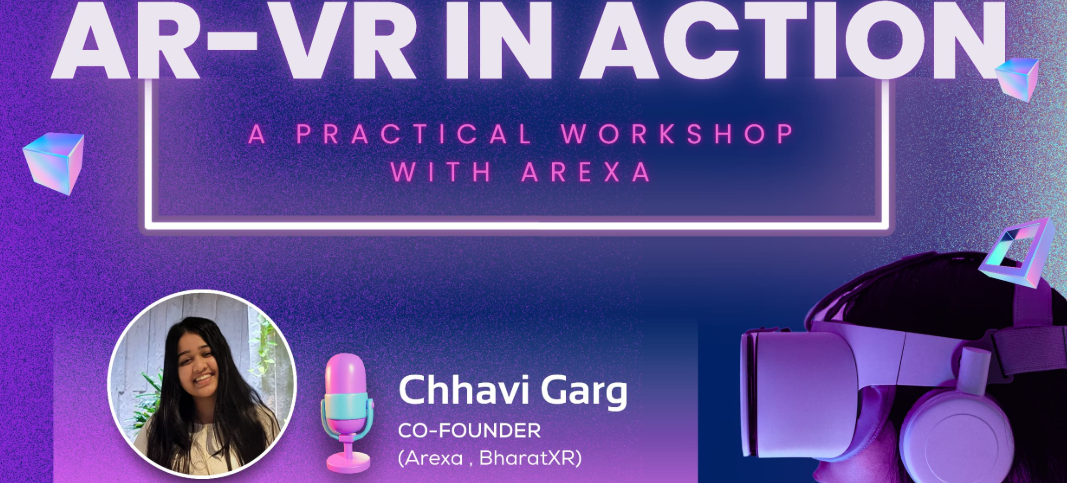 AR-VR IN ACTION
A PRACTICAL WORKSHOP
WITH AREXA
Chhavi Garg
CO-FOUNDER
(Arexa , BharatXR)